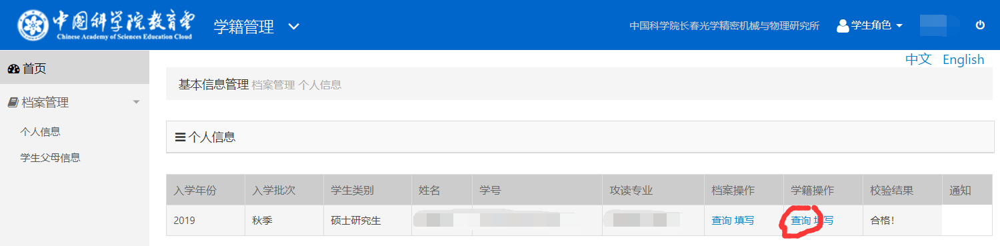 中国科学院教育云
Chinese Academy of Sciences Education Cloud
学籍管理
中国科学院长春光学精密机械与物理研究所
学生角色
中文 English
首页
档案管理
个人信息
学生父母信息
基本信息管理 档案管理 个人信息
个人信息
入学年份 入学批次 学生类别 姓名 学号 攻读专业 档案操作 学籍操作 校验结果 通知
2019 秋季 硕士研究生 查询 填写 查询 填写 合格!